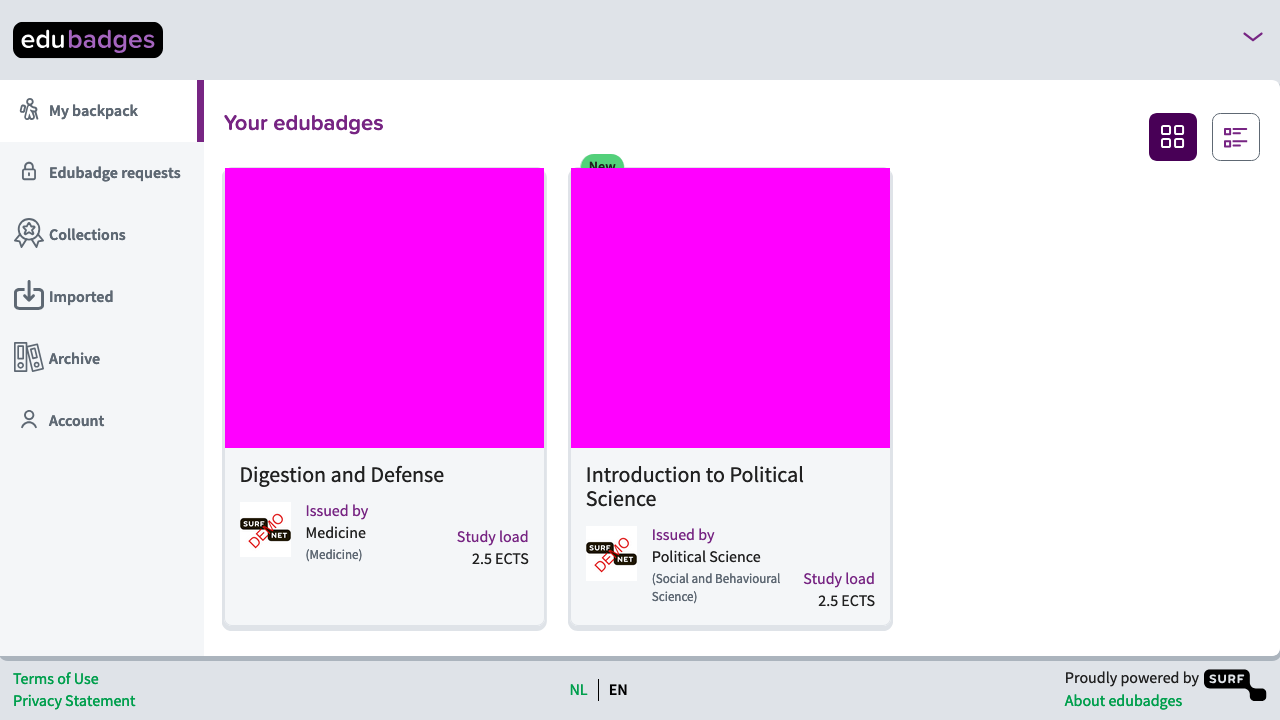 edubadges
My backpack
Edubadge requests
Collections
Imported
Archive
Account
Your edubadges
New
Digestion and Defense
SURF
NET
DEMO
Issued by
Medicine
(Medicine)
Study load
2.5 ECTS
Introduction to Political
Science
SURF
NET
DEMO
Issued by
Political Science
(Social and Behavioural
Science)
Study load
2.5 ECTS
Terms of Use
Privacy Statement
NL EN
Proudly powered by SURF
About edubadges